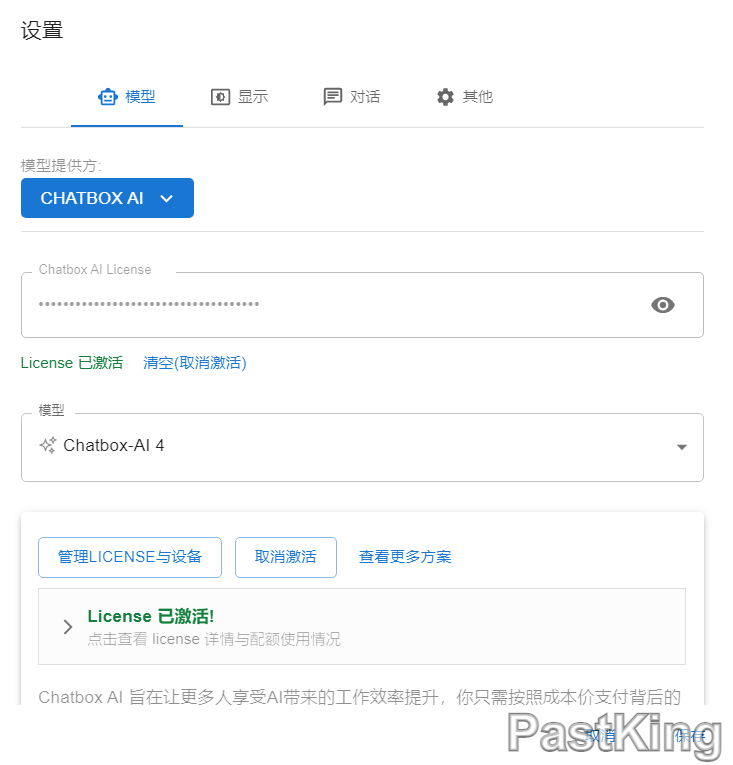 设置
模型 显示 对话 其他
模型提供方:
CHATBOX AI
Chatbox AI License
••••••••••••••••••••••••••••••••••••
License 已激活 清空(取消激活)
模型
Chatbox-AI 4
管理LICENSE与设备 取消激活 查看更多方案
License 已激活!
点击查看 license 详情与配额使用情况
Chatbox AI 旨在让更多人享受AI带来的工作效率提升，你只需按照成本价支付背后的
取消 保存
PastKing